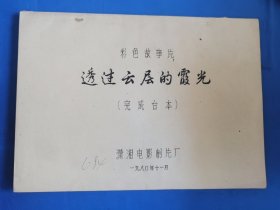 彩色故事片
透过云层的霞光
(完成台本)
潇湘电影制片厂
一九八〇年十一月